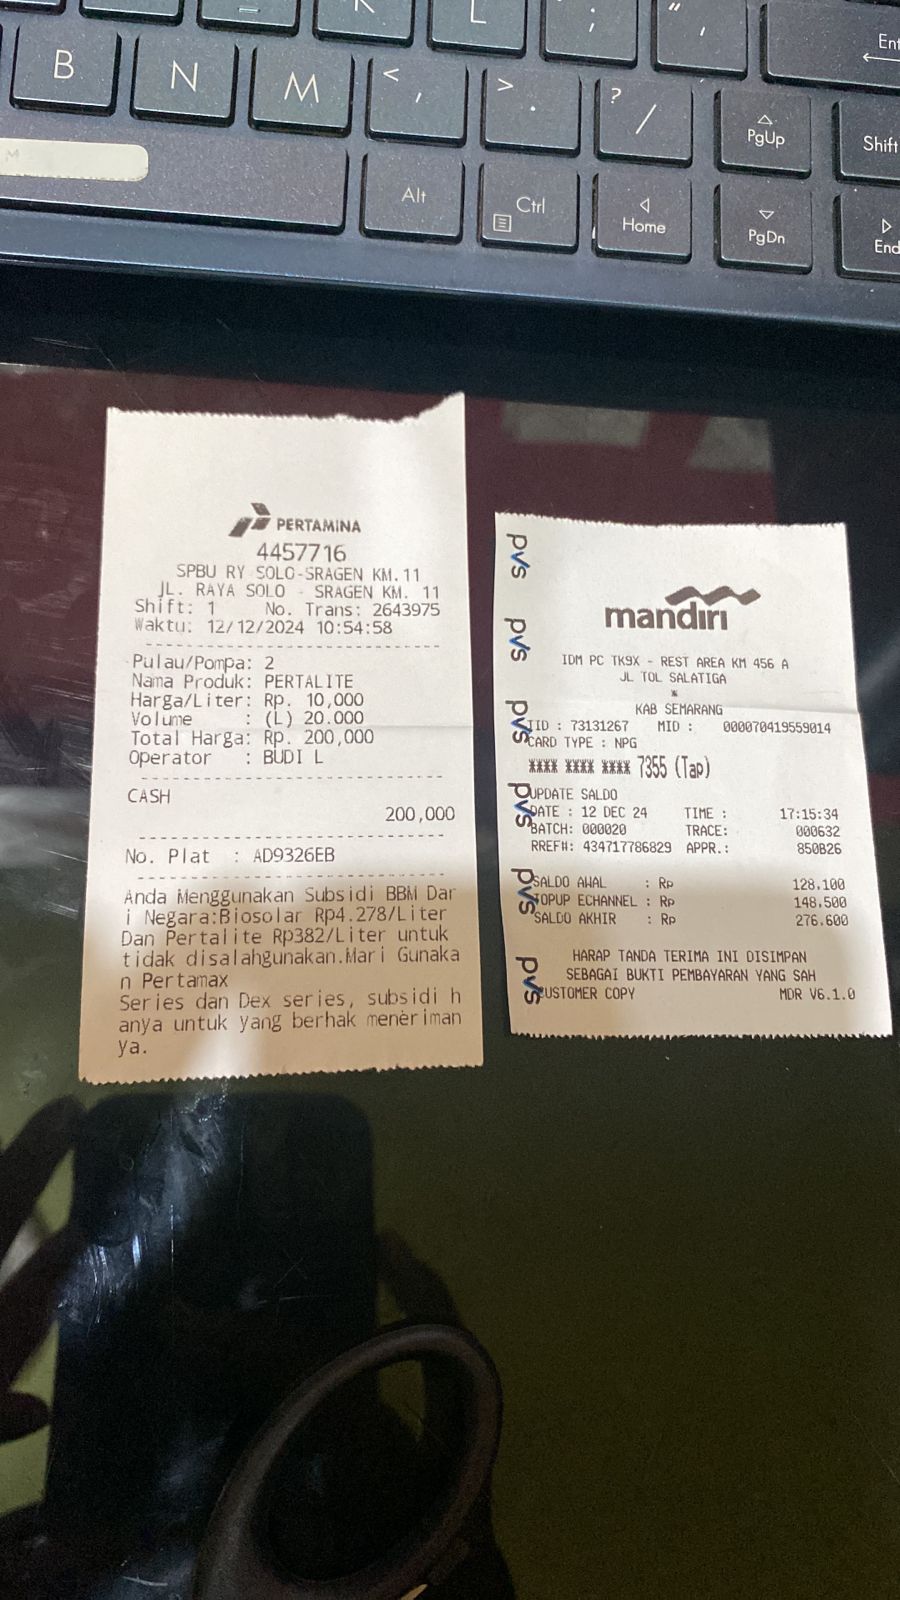 B N M < , > . ? / PgUp Shift
Alt Ctrl Home PgDn End
PERTAMINA
4457716
SPBU RY SOLO-SRAGEN KM.11
JL. RAYA SOLO - SRAGEN KM. 11
Shift: 1 No. Trans: 2643975
Waktu: 12/12/2024 10:54:58
Pulau/Pompa: 2
Nama Produk: PERTALITE
Harga/Liter: Rp. 10,000
Volume : (L) 20.000
Total Harga: Rp. 200,000
Operator : BUDI L
CASH
200,000
No. Plat : AD9326EB
Anda Menggunakan Subsidi BBM Dar
i Negara:Biosolar Rp4.278/Liter
Dan Pertalite Rp382/Liter untuk
tidak disalahgunakan.Mari Gunaka
n Pertamax
Series dan Dex series, subsidi h
anya untuk yang berhak meneriman
ya.
pvs
pvs
pvs
pvs
pvs
pvs
mandiri
IDM PC TK9X - REST AREA KM 456 A
JL TOL SALATIGA
*
KAB SEMARANG
TID : 73131267 MID : 000070419559014
CARD TYPE : NPG
**** **** **** 7355 (Tap)
UPDATE SALDO
DATE : 12 DEC 24 TIME : 17:15:34
BATCH: 000020 TRACE: 000632
RREF#: 434717786829 APPR.: 850B26
SALDO AWAL : Rp 128.100
TOPUP ECHANNEL : Rp 148.500
SALDO AKHIR : Rp 276.600
HARAP TANDA TERIMA INI DISIMPAN
SEBAGAI BUKTI PEMBAYARAN YANG SAH
CUSTOMER COPY MDR V6.1.0